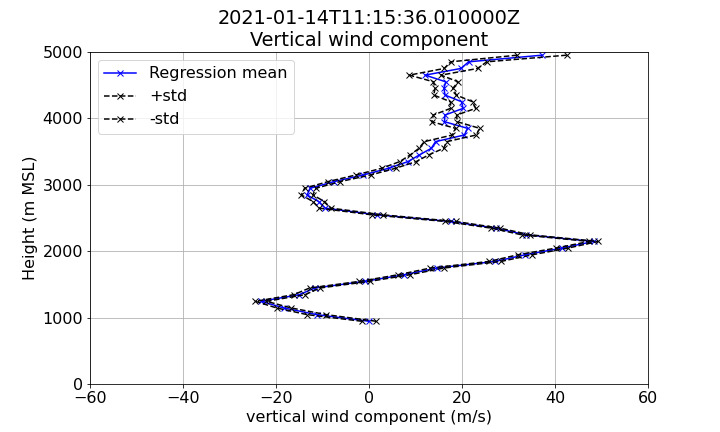 2021-01-14T11:15:36.010000Z
Vertical wind component
5000
4000
3000
2000
1000
0
Height (m MSL)
Regression mean
+std
-std
−60
−40
−20
0
20
40
60
vertical wind component (m/s)